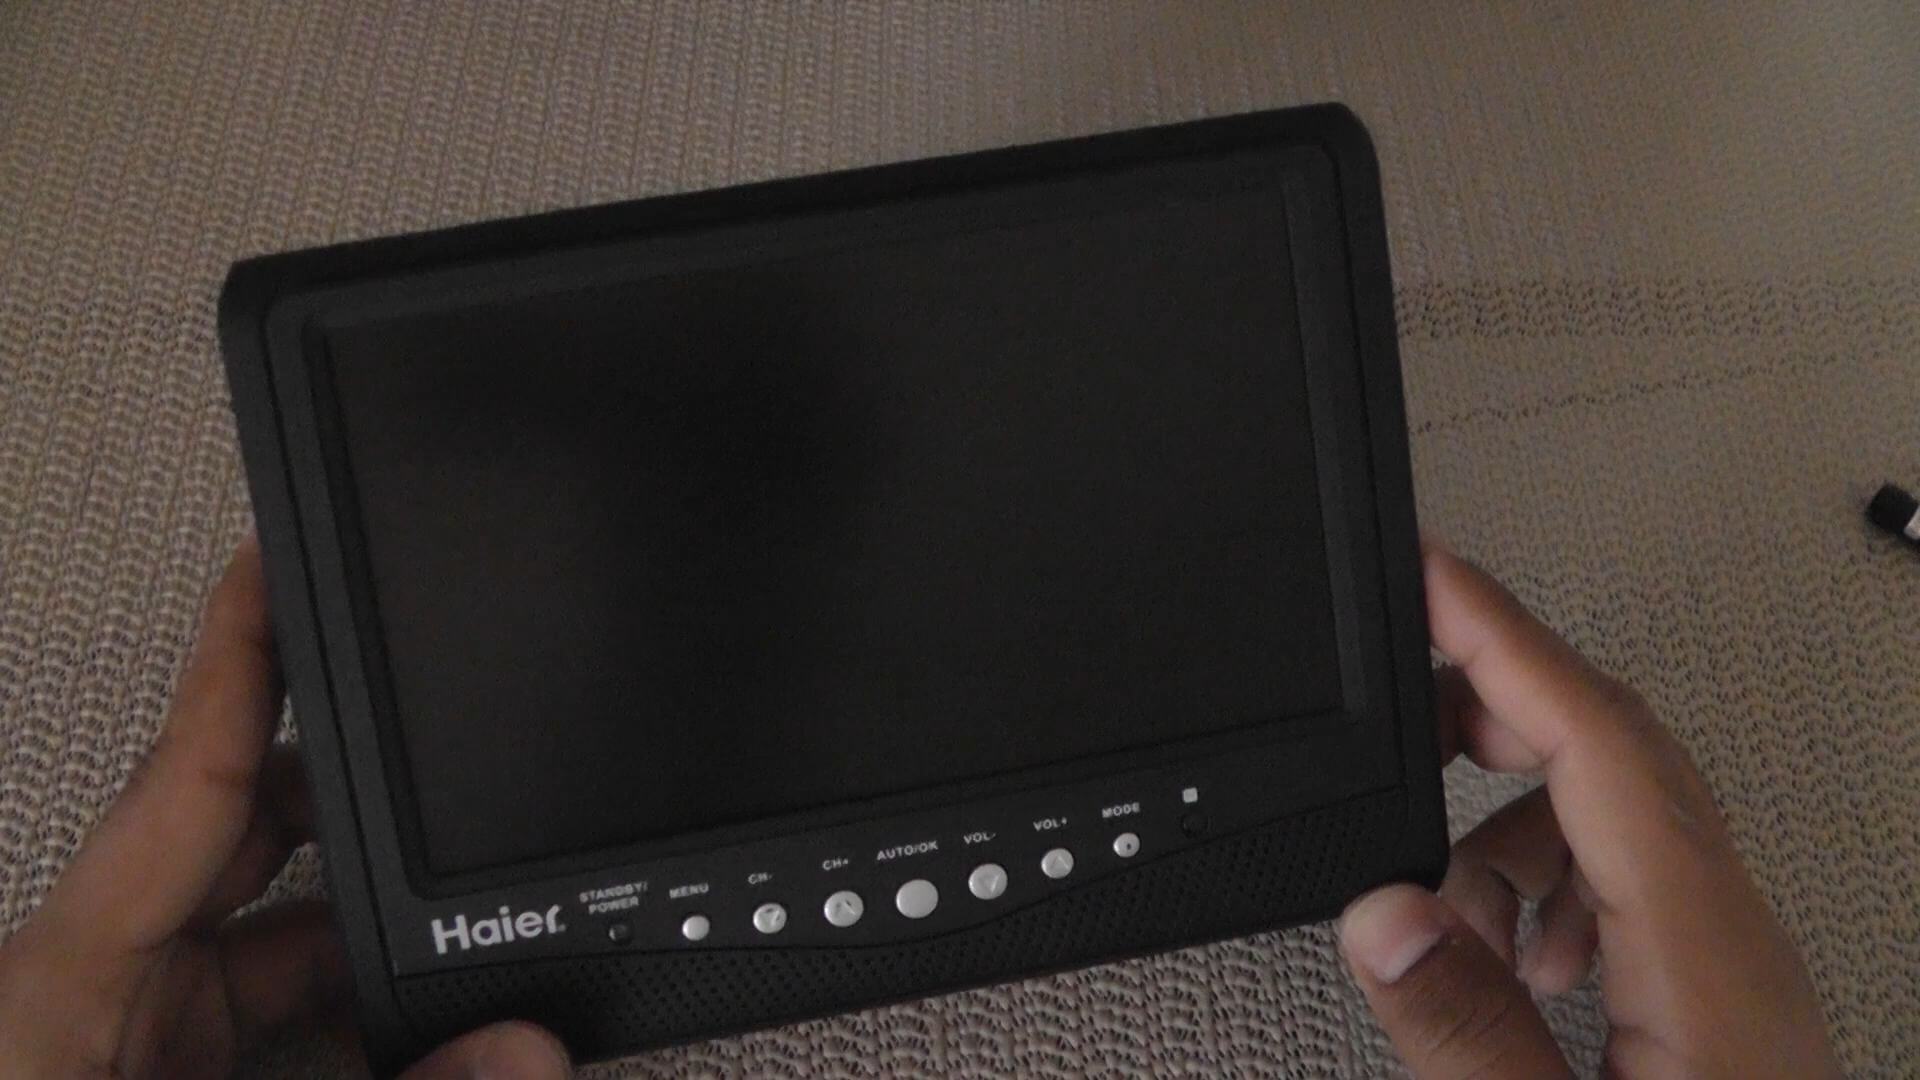 Haier
STANDBY/
POWER
MENU
CH-
CH+
AUTO/OK
VOL-
VOL+
MODE